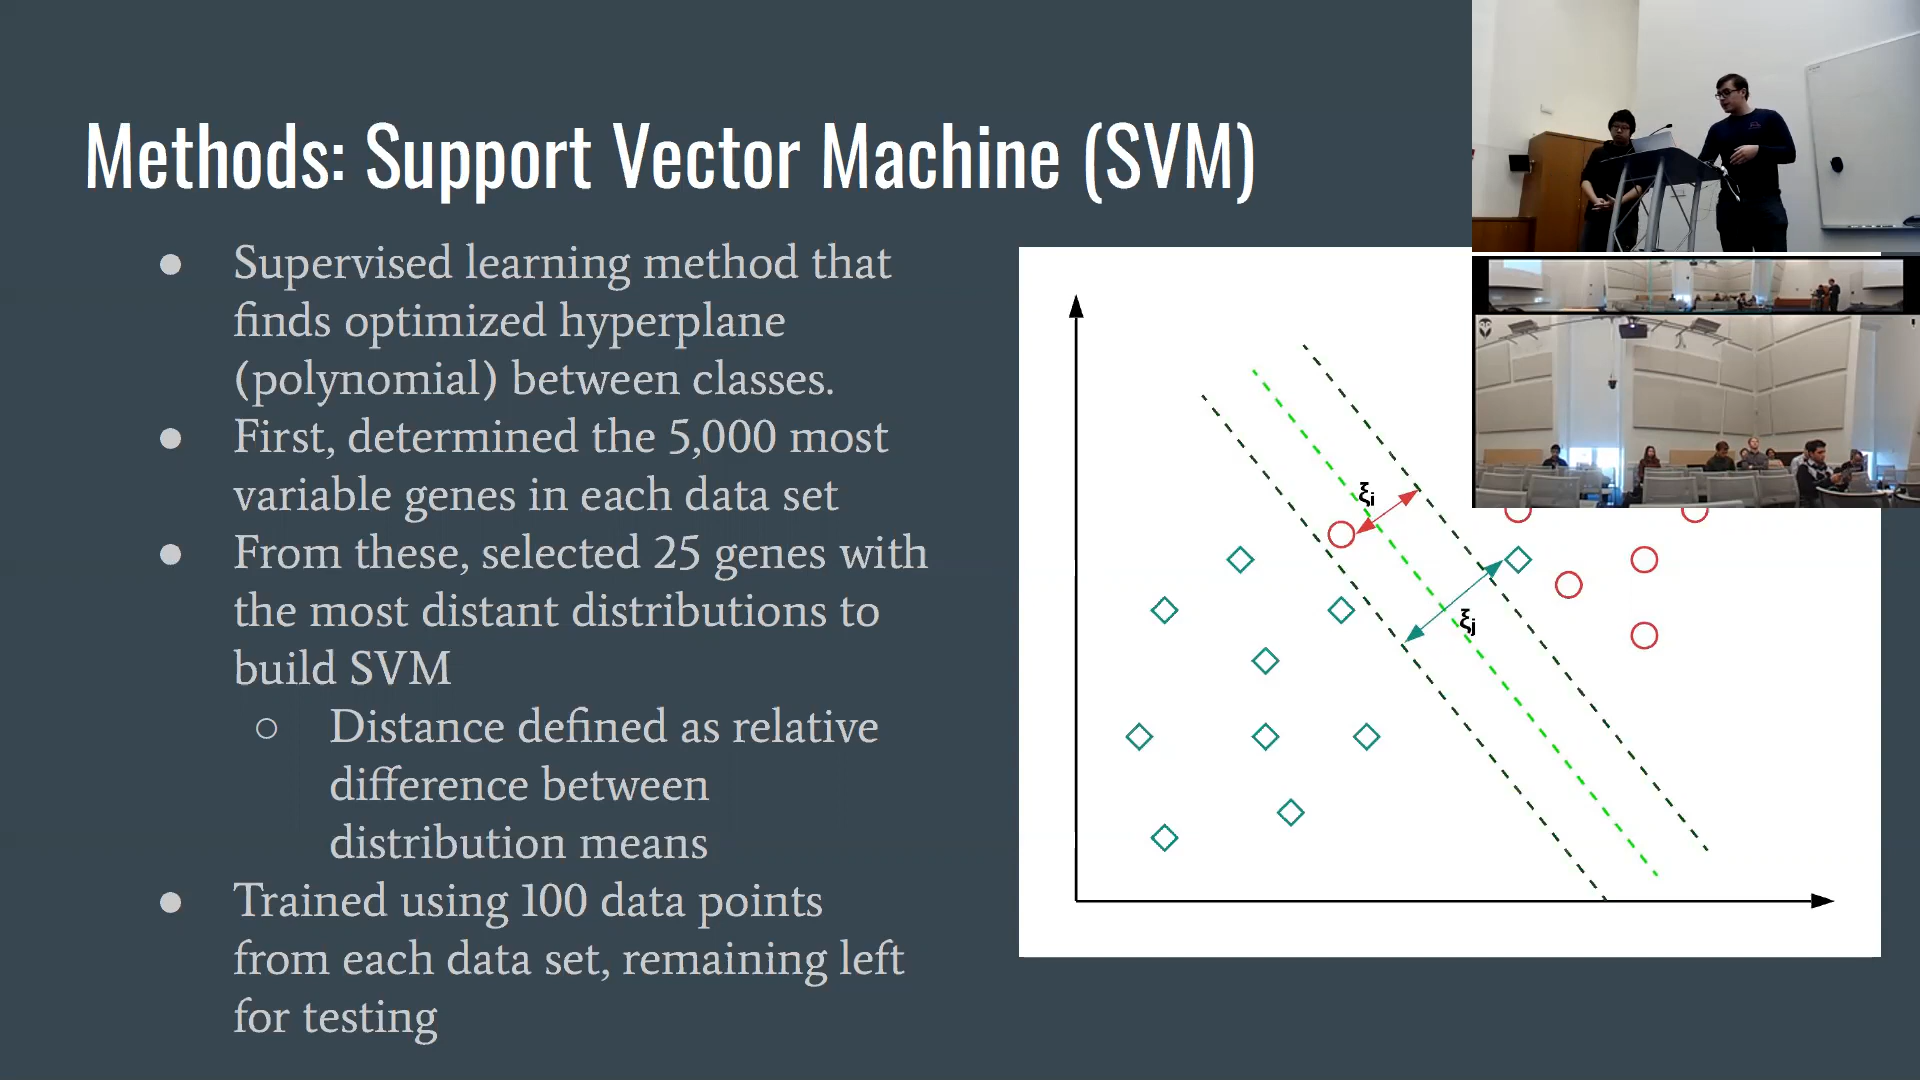 Methods: Support Vector Machine (SVM)
● Supervised learning method that
finds optimized hyperplane
(polynomial) between classes.
● First, determined the 5,000 most
variable genes in each data set
● From these, selected 25 genes with
the most distant distributions to
build SVM
○ Distance defined as relative
difference between
distribution means
● Trained using 100 data points
from each data set, remaining left
for testing
ξi
ξj